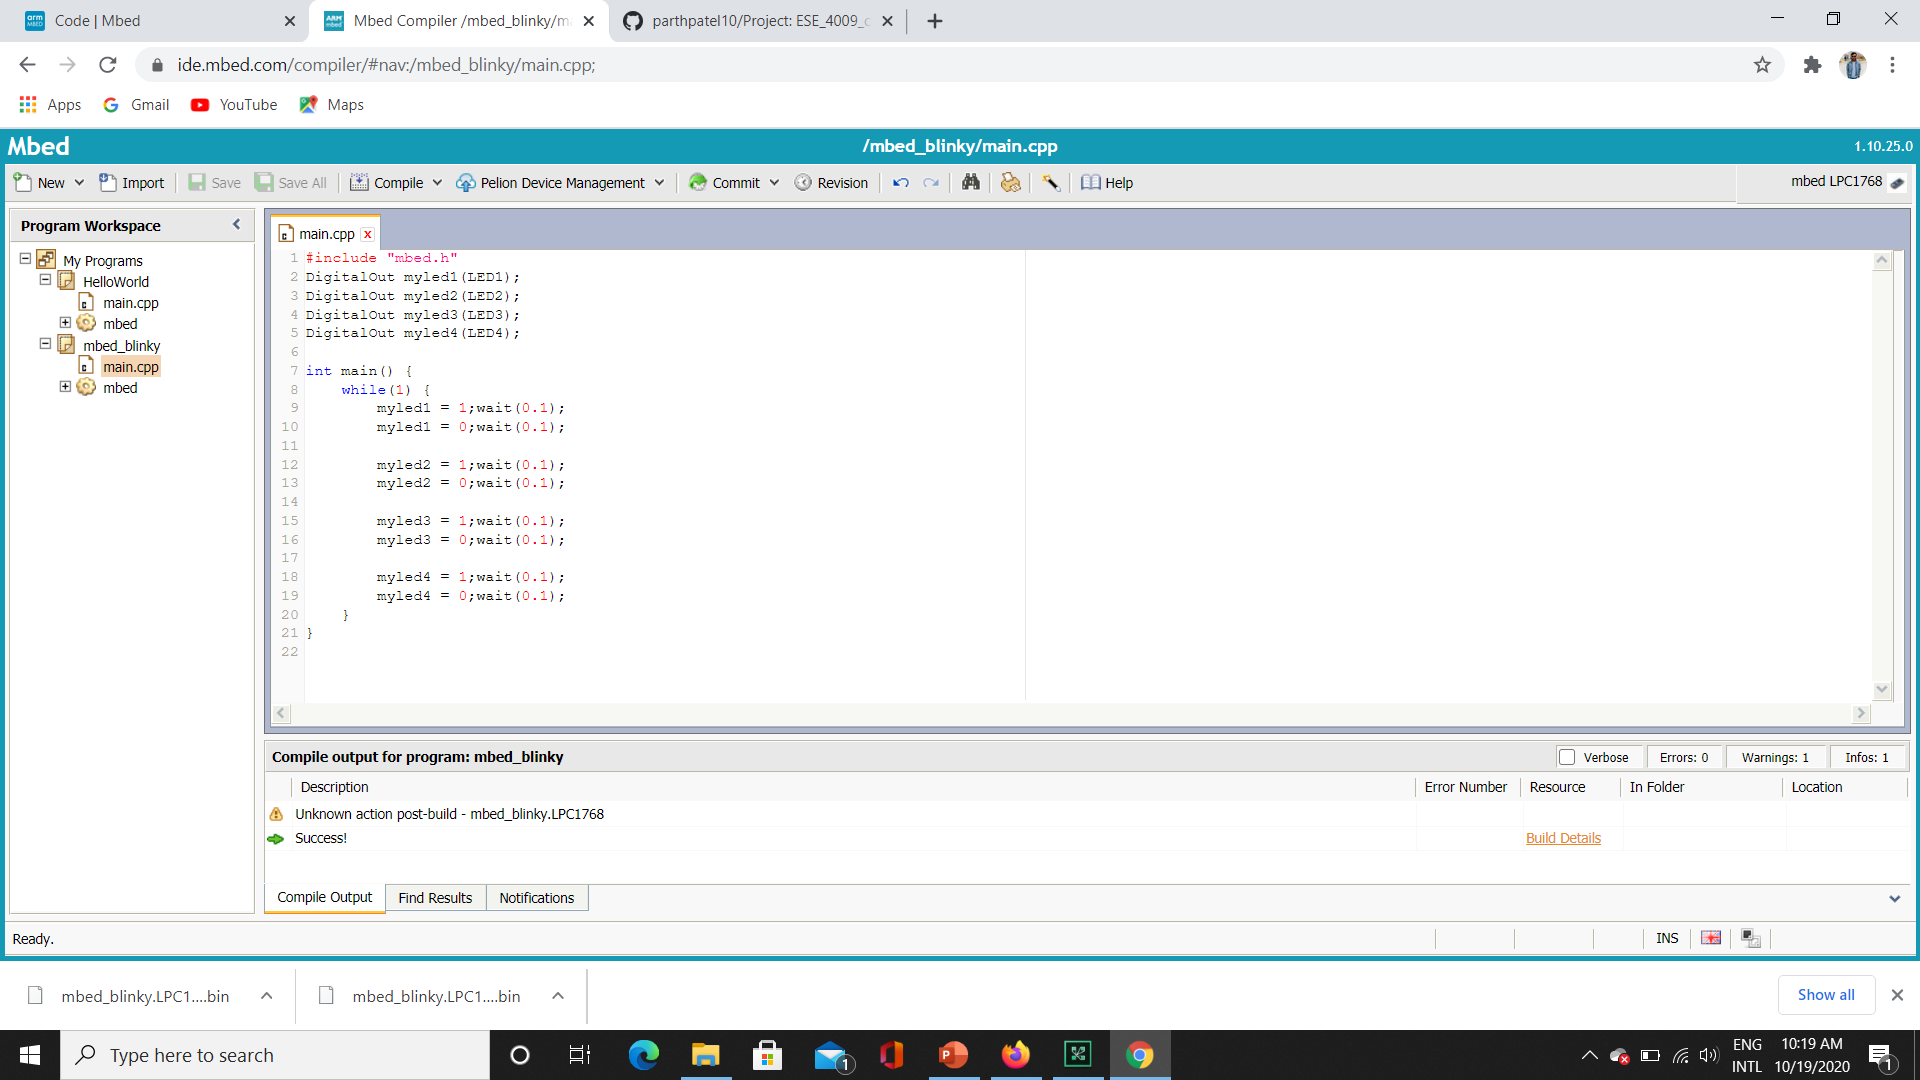 Code | Mbed
Mbed Compiler /mbed_blinky/m
parthpatel10/Project: ESE_4009_
ide.mbed.com/compiler/#nav:/mbed_blinky/main.cpp;
Apps Gmail YouTube Maps
Mbed
/mbed_blinky/main.cpp
1.10.25.0
New Import Save Save All Compile Pelion Device Management Commit Revision Help
mbed LPC1768
Program Workspace
My Programs
HelloWorld
main.cpp
mbed
mbed_blinky
main.cpp
mbed
main.cpp
1 #include "mbed.h"
2 DigitalOut myled1(LED1);
3 DigitalOut myled2(LED2);
4 DigitalOut myled3(LED3);
5 DigitalOut myled4(LED4);
6
7 int main() {
8 while(1) {
9 myled1 = 1;wait(0.1);
10 myled1 = 0;wait(0.1);
11
12 myled2 = 1;wait(0.1);
13 myled2 = 0;wait(0.1);
14
15 myled3 = 1;wait(0.1);
16 myled3 = 0;wait(0.1);
17
18 myled4 = 1;wait(0.1);
19 myled4 = 0;wait(0.1);
20 }
21 }
22
Compile output for program: mbed_blinky
Verbose Errors: 0 Warnings: 1 Infos: 1
Description Error Number Resource In Folder Location
Unknown action post-build - mbed_blinky.LPC1768
Success! Build Details
Compile Output Find Results Notifications
Ready.
INS
mbed_blinky.LPC1....bin
mbed_blinky.LPC1....bin
Show all
Type here to search
1
ENG
INTL
10:19 AM
10/19/2020
1